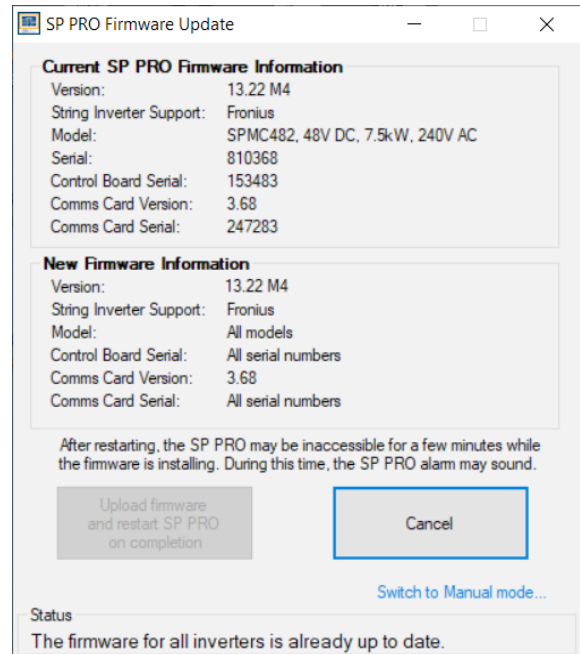 SP PRO Firmware Update
Current SP PRO Firmware Information
Version: 13.22 M4
String Inverter Support: Fronius
Model: SPMC482, 48V DC, 7.5kW, 240V AC
Serial: 810368
Control Board Serial: 153483
Comms Card Version: 3.68
Comms Card Serial: 247283
New Firmware Information
Version: 13.22 M4
String Inverter Support: Fronius
Model: All models
Control Board Serial: All serial numbers
Comms Card Version: 3.68
Comms Card Serial: All serial numbers
After restarting, the SP PRO may be inaccessible for a few minutes while
the firmware is installing. During this time, the SP PRO alarm may sound.
Upload firmware
and restart SP PRO
on completion
Cancel
Switch to Manual mode...
Status
The firmware for all inverters is already up to date.